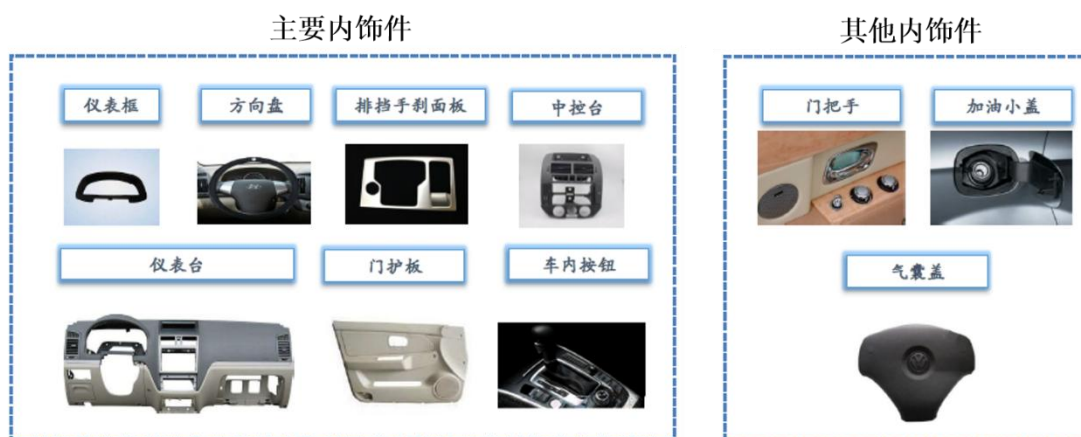 主要内饰件
其他内饰件
仪表框
方向盘
排挡手刹面板
中控台
仪表台
门护板
车内按钮
门把手
加油小盖
气囊盖